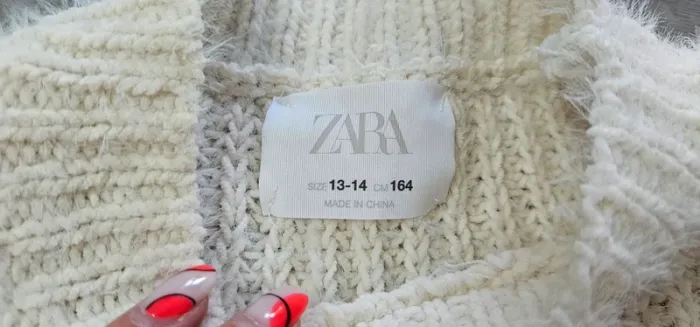 ZARA
SIZE 13-14 CM 164
MADE IN CHINA